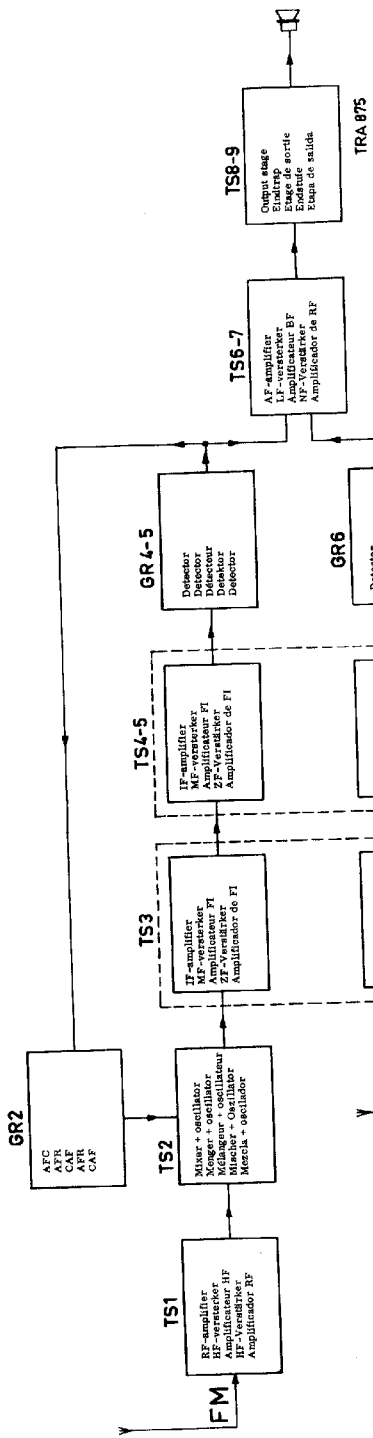 FM
TS1
RF-amplifier
HF-versterker
Amplificateur HF
HF-Verstärker
Amplificador RF
GR2
AFC
AFR
CAF
AFR
CAF
TS2
Mixer + oscillator
Menger + oscillator
Mélangeur + oscillateur
Mischer + Oszillator
Mezcla + oscilador
TS3
IF-amplifier
MF-versterker
Amplificateur FI
ZF-Verstärker
Amplificador de FI
TS4-5
IF-amplifier
MF-versterker
Amplificateur FI
ZF-Verstärker
Amplificador de FI
GR4-5
Detector
Detector
Détecteur
Detektor
Detector
GR6
TS6-7
AF-amplifier
LF-versterker
Amplificateur BF
NF-Verstärker
Amplificador de RF
TS8-9
Output stage
Eindtrap
Etage de sortie
Endstufe
Etapa de salida
TRA 875